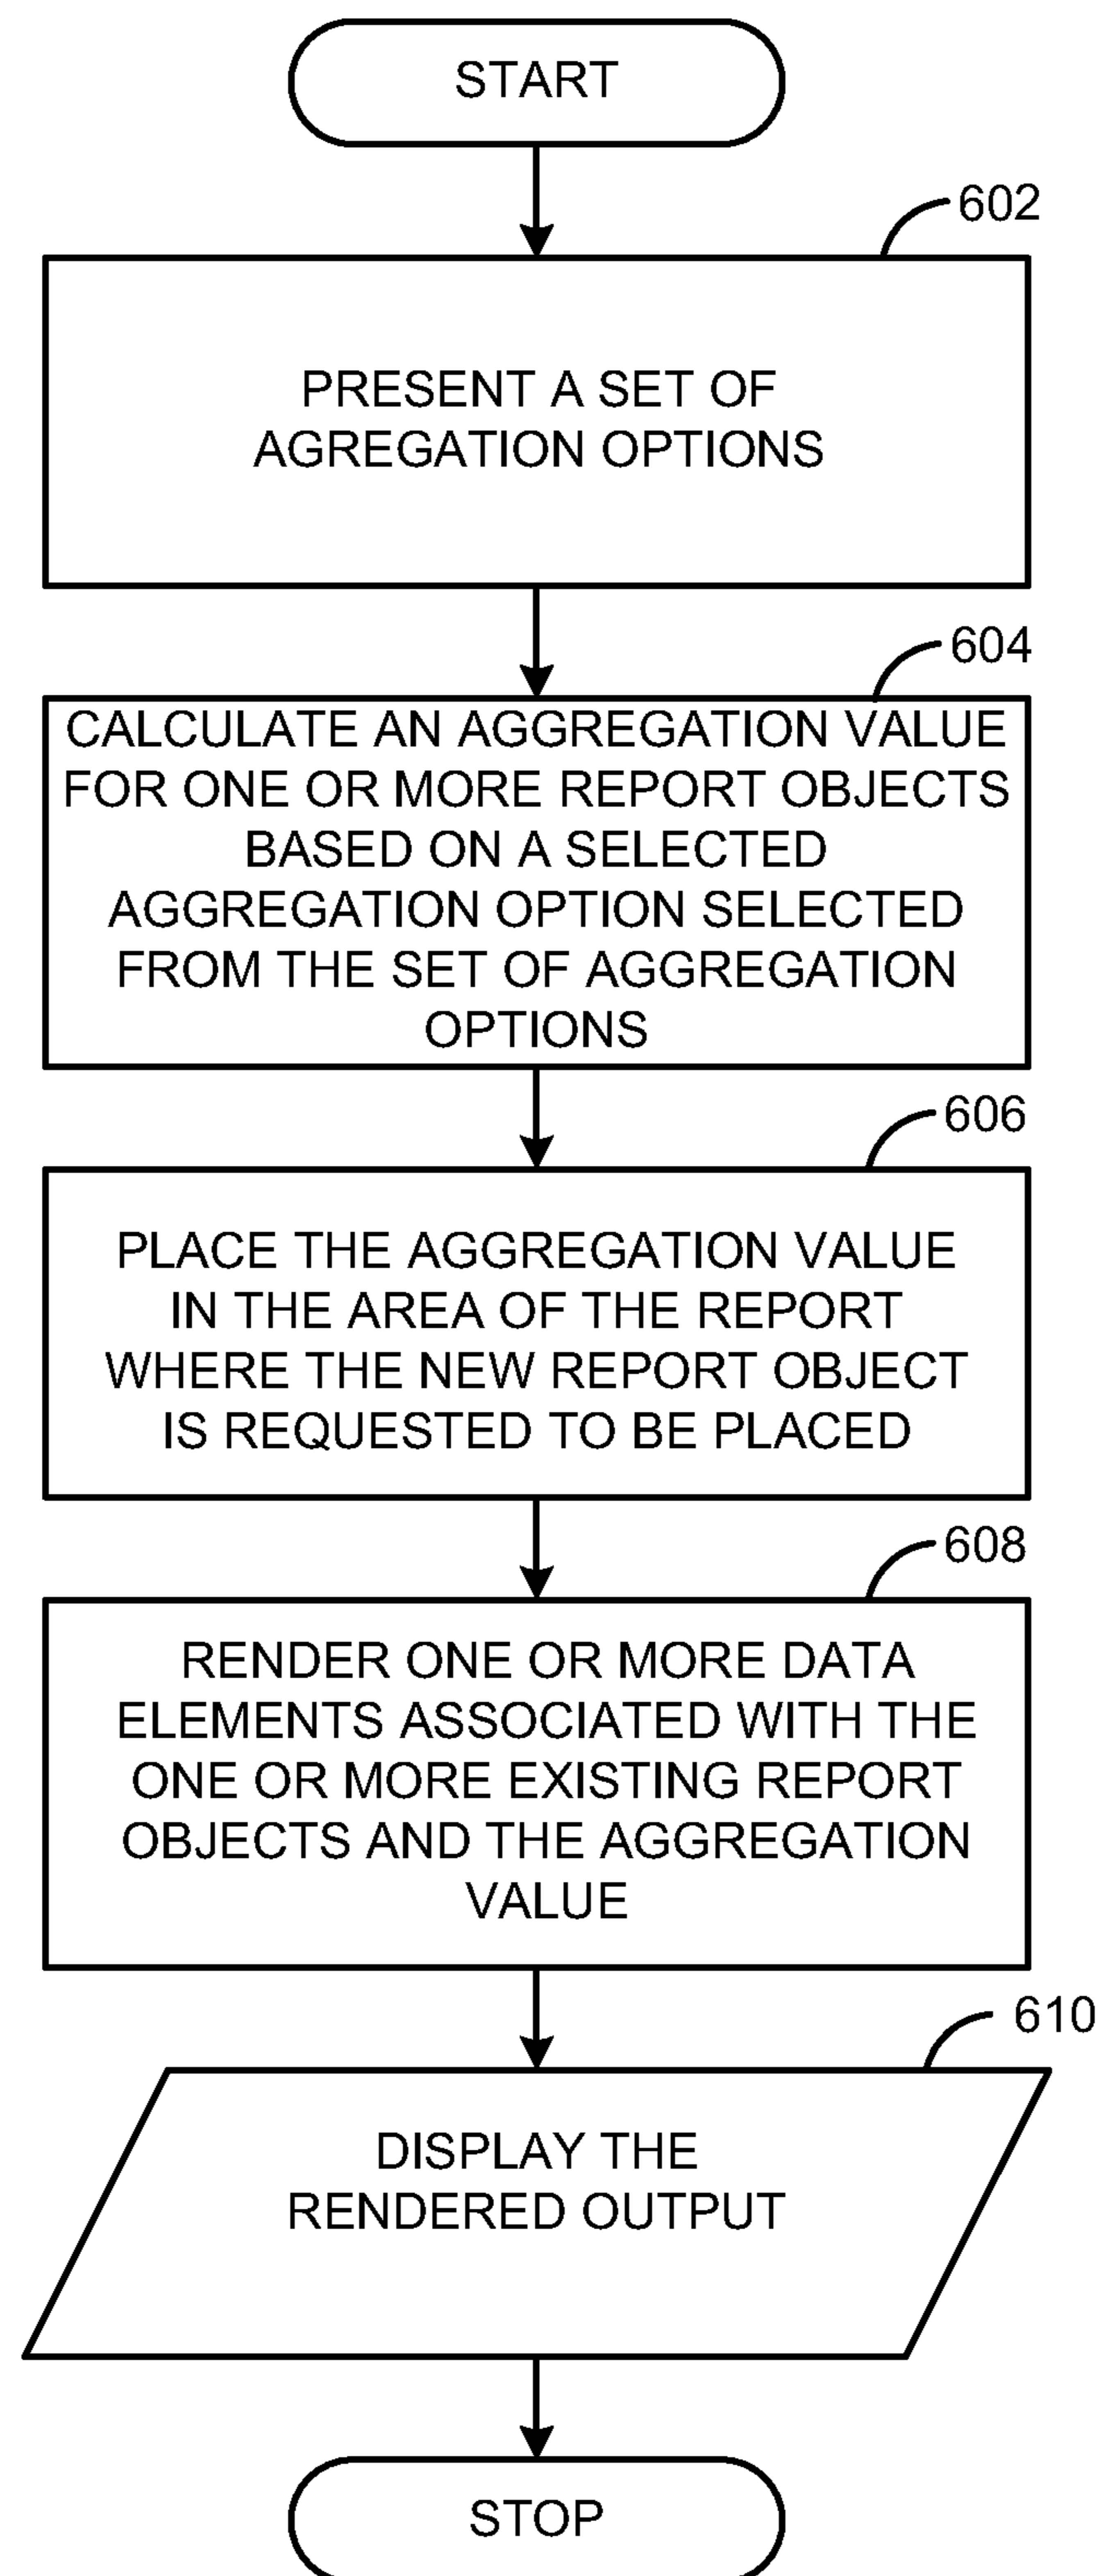 START
602
PRESENT A SET OF
AGREGATION OPTIONS
604
CALCULATE AN AGGREGATION VALUE
FOR ONE OR MORE REPORT OBJECTS
BASED ON A SELECTED
AGGREGATION OPTION SELECTED
FROM THE SET OF AGGREGATION
OPTIONS
606
PLACE THE AGGREGATION VALUE
IN THE AREA OF THE REPORT
WHERE THE NEW REPORT OBJECT
IS REQUESTED TO BE PLACED
608
RENDER ONE OR MORE DATA
ELEMENTS ASSOCIATED WITH THE
ONE OR MORE EXISTING REPORT
OBJECTS AND THE AGGREGATION
VALUE
610
DISPLAY THE
RENDERED OUTPUT
STOP